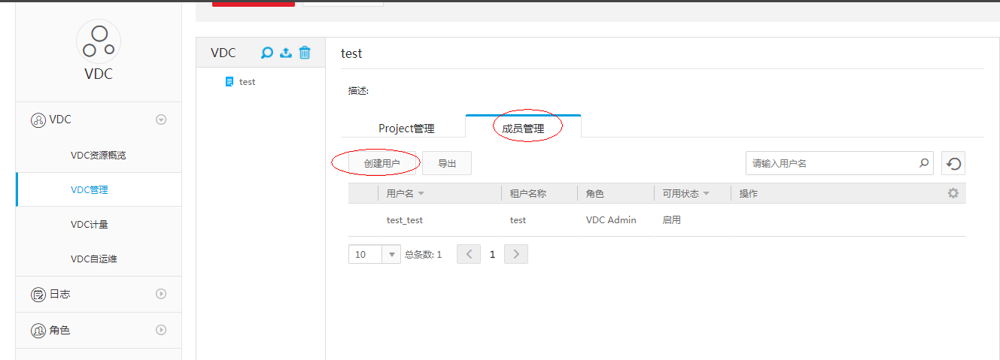 VDC
VDC
VDC资源概览
VDC管理
VDC计量
VDC自运维
日志
角色
VDC
test
test
描述:
Project管理 成员管理
创建用户 导出 请输入用户名
用户名 租户名称 角色 可用状态 操作
test_test test VDC Admin 启用
10 总条数: 1 1